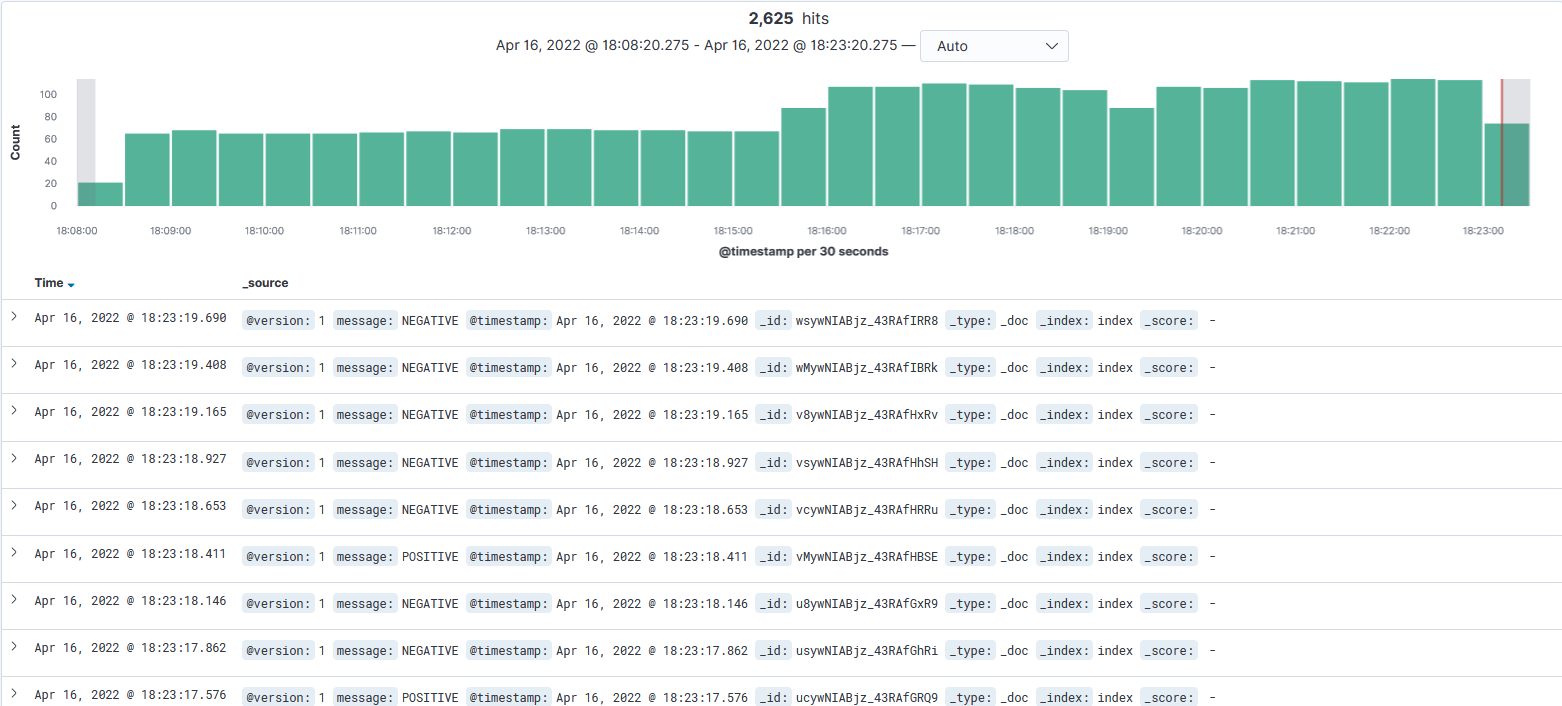 2,625 hits
Apr 16, 2022 @ 18:08:20.275 - Apr 16, 2022 @ 18:23:20.275 — Auto
100
80
60
40
20
0
Count
18:08:00 18:09:00 18:10:00 18:11:00 18:12:00 18:13:00 18:14:00 18:15:00 18:16:00 18:17:00 18:18:00 18:19:00 18:20:00 18:21:00 18:22:00 18:23:00
@timestamp per 30 seconds
Time _source
Apr 16, 2022 @ 18:23:19.690 @version: 1 message: NEGATIVE @timestamp: Apr 16, 2022 @ 18:23:19.690 _id: wsywNIABjz_43RAfIRR8 _type: _doc _index: index _score: -
Apr 16, 2022 @ 18:23:19.408 @version: 1 message: NEGATIVE @timestamp: Apr 16, 2022 @ 18:23:19.408 _id: wMywNIABjz_43RAfIBRk _type: _doc _index: index _score: -
Apr 16, 2022 @ 18:23:19.165 @version: 1 message: NEGATIVE @timestamp: Apr 16, 2022 @ 18:23:19.165 _id: v8ywNIABjz_43RAfHxRv _type: _doc _index: index _score: -
Apr 16, 2022 @ 18:23:18.927 @version: 1 message: NEGATIVE @timestamp: Apr 16, 2022 @ 18:23:18.927 _id: vsywNIABjz_43RAfHhSH _type: _doc _index: index _score: -
Apr 16, 2022 @ 18:23:18.653 @version: 1 message: NEGATIVE @timestamp: Apr 16, 2022 @ 18:23:18.653 _id: vcywNIABjz_43RAfHRRu _type: _doc _index: index _score: -
Apr 16, 2022 @ 18:23:18.411 @version: 1 message: POSITIVE @timestamp: Apr 16, 2022 @ 18:23:18.411 _id: vMywNIABjz_43RAfHBSE _type: _doc _index: index _score: -
Apr 16, 2022 @ 18:23:18.146 @version: 1 message: NEGATIVE @timestamp: Apr 16, 2022 @ 18:23:18.146 _id: u8ywNIABjz_43RAfGxR9 _type: _doc _index: index _score: -
Apr 16, 2022 @ 18:23:17.862 @version: 1 message: NEGATIVE @timestamp: Apr 16, 2022 @ 18:23:17.862 _id: usywNIABjz_43RAfGhRi _type: _doc _index: index _score: -
Apr 16, 2022 @ 18:23:17.576 @version: 1 message: POSITIVE @timestamp: Apr 16, 2022 @ 18:23:17.576 _id: ucywNIABjz_43RAfGRQ9 _type: _doc _index: index _score: -